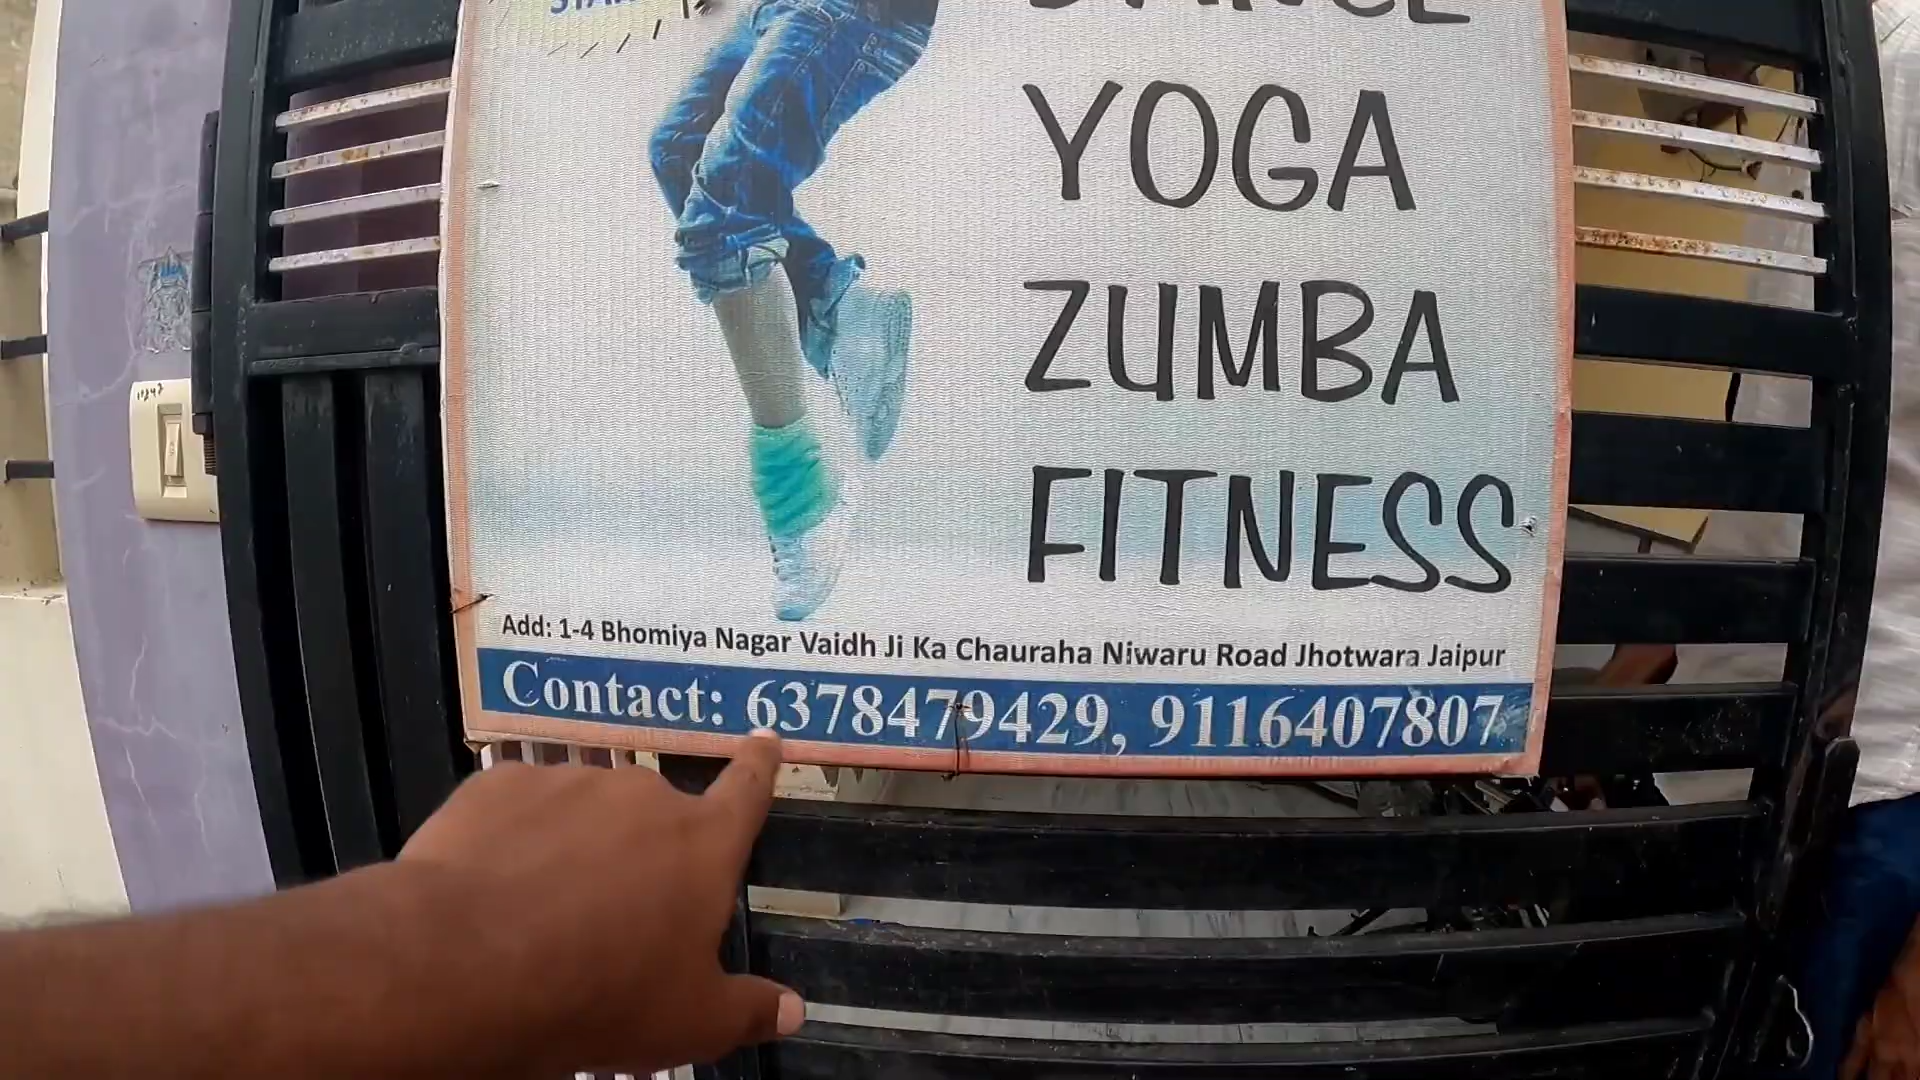 DANCE
YOGA
ZUMBA
FITNESS
Add: 1-4 Bhomiya Nagar Vaidh Ji Ka Chauraha Niwaru Road Jhotwara Jaipur
Contact: 6378479429, 9116407807